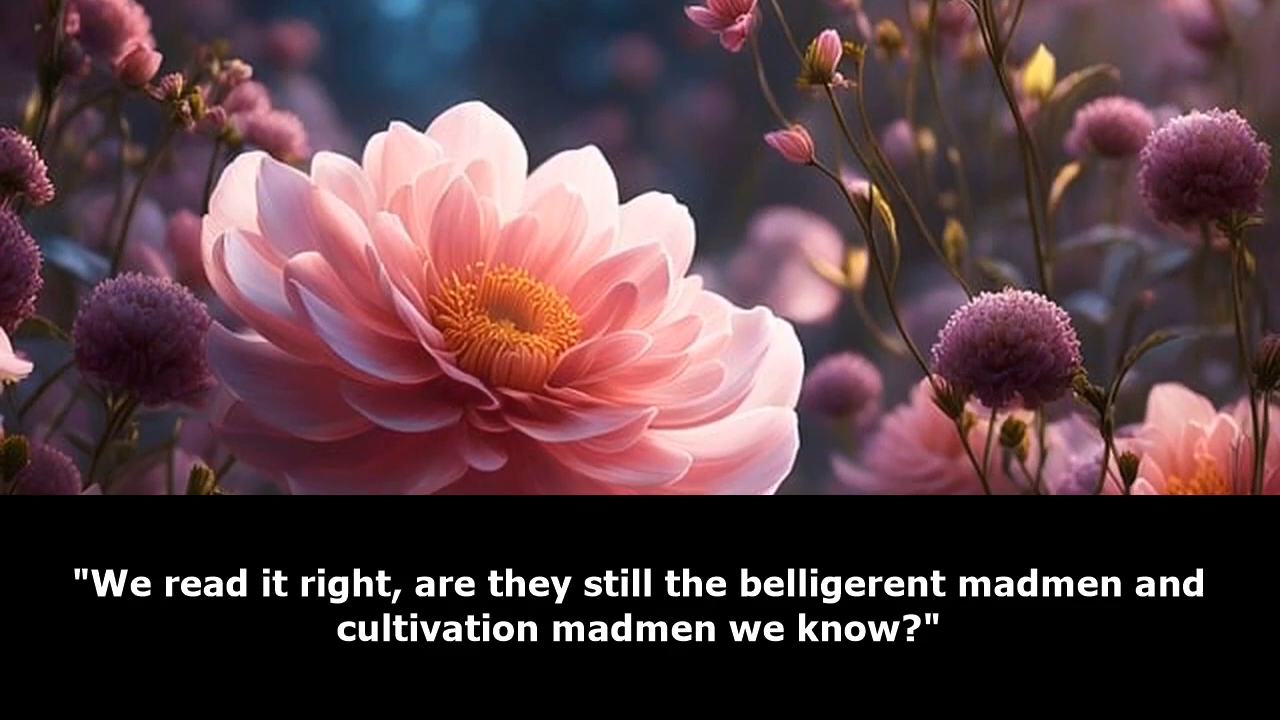 "We read it right, are they still the belligerent madmen and
cultivation madmen we know?"